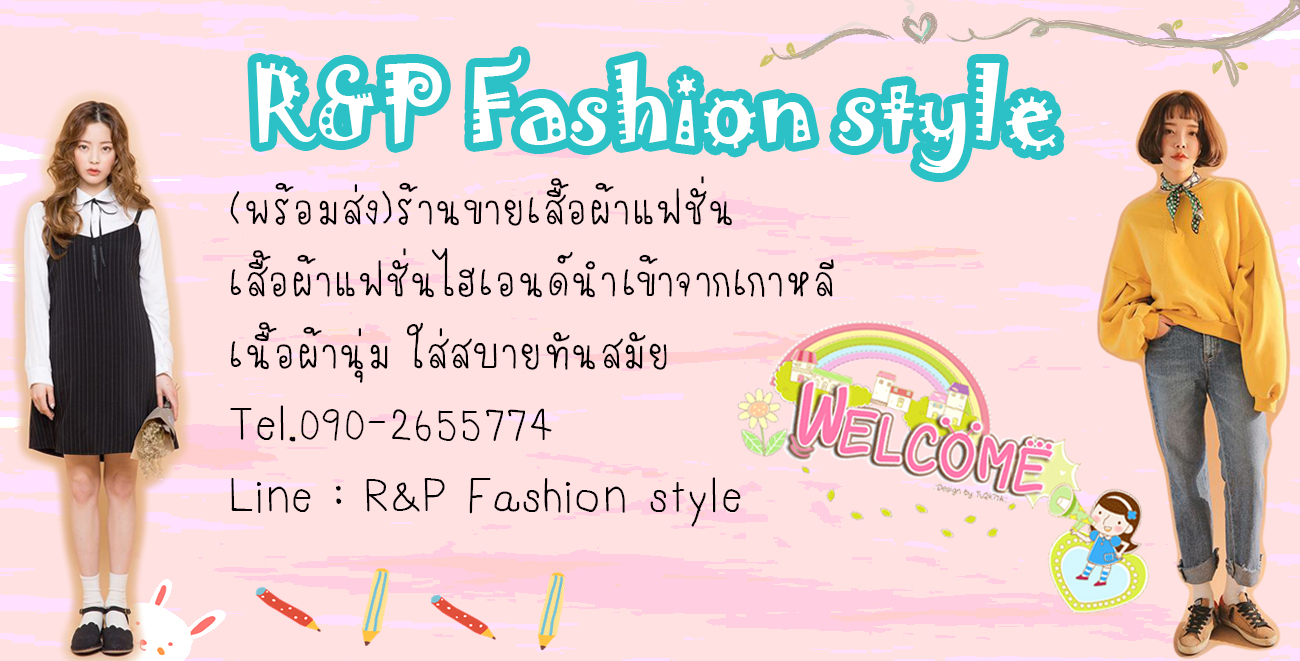 R&P Fashion style
(พร้อมส่ง)ร้านขายเสื้อผ้าแฟชั่น
เสื้อผ้าแฟชั่นไฮเอนด์นำเข้าจากเกาหลี
เนื้อผ้านุ่ม ใส่สบายทันสมัย
Tel.090-2655774
Line : R&P Fashion style
WELCOME
Design by